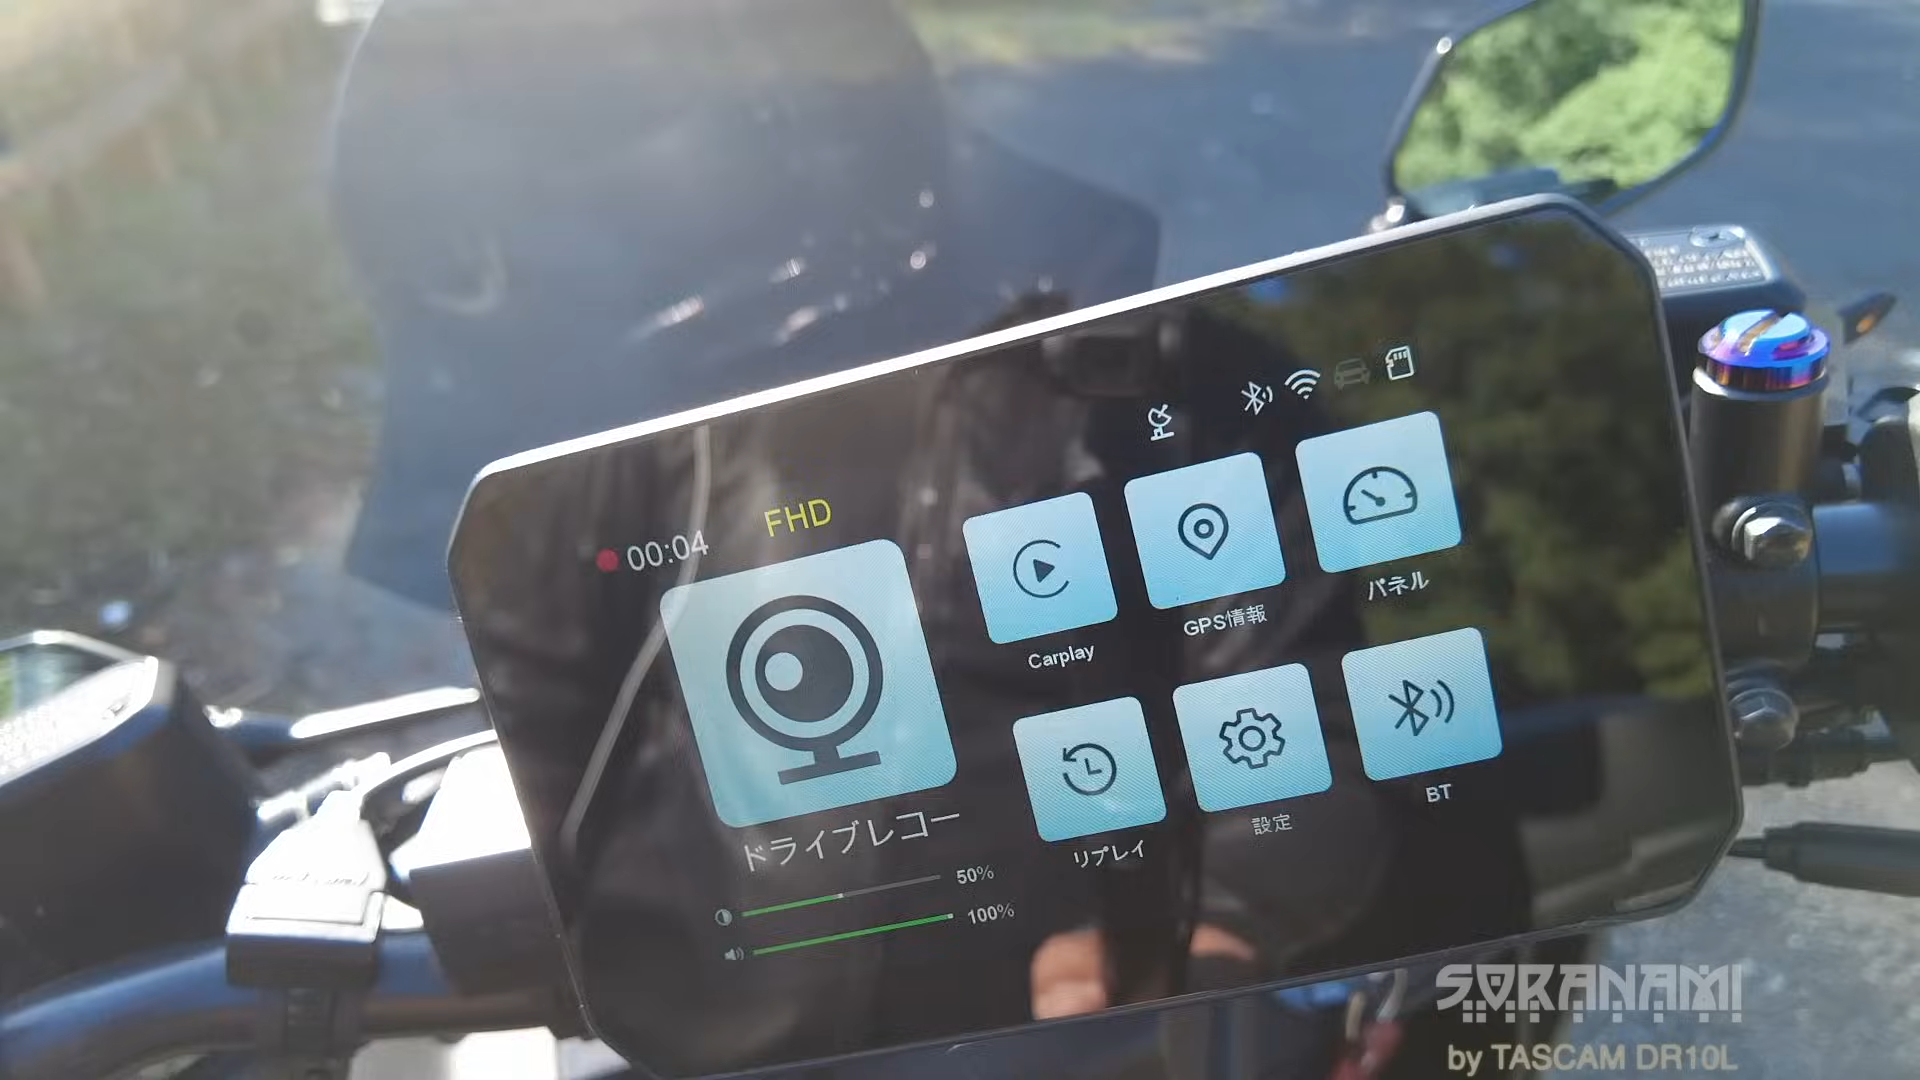 00:04
FHD
ドライブレコー
50%
100%
Carplay
GPS情報
パネル
リプレイ
設定
BT
SORANAMI
by TASCAM DR10L